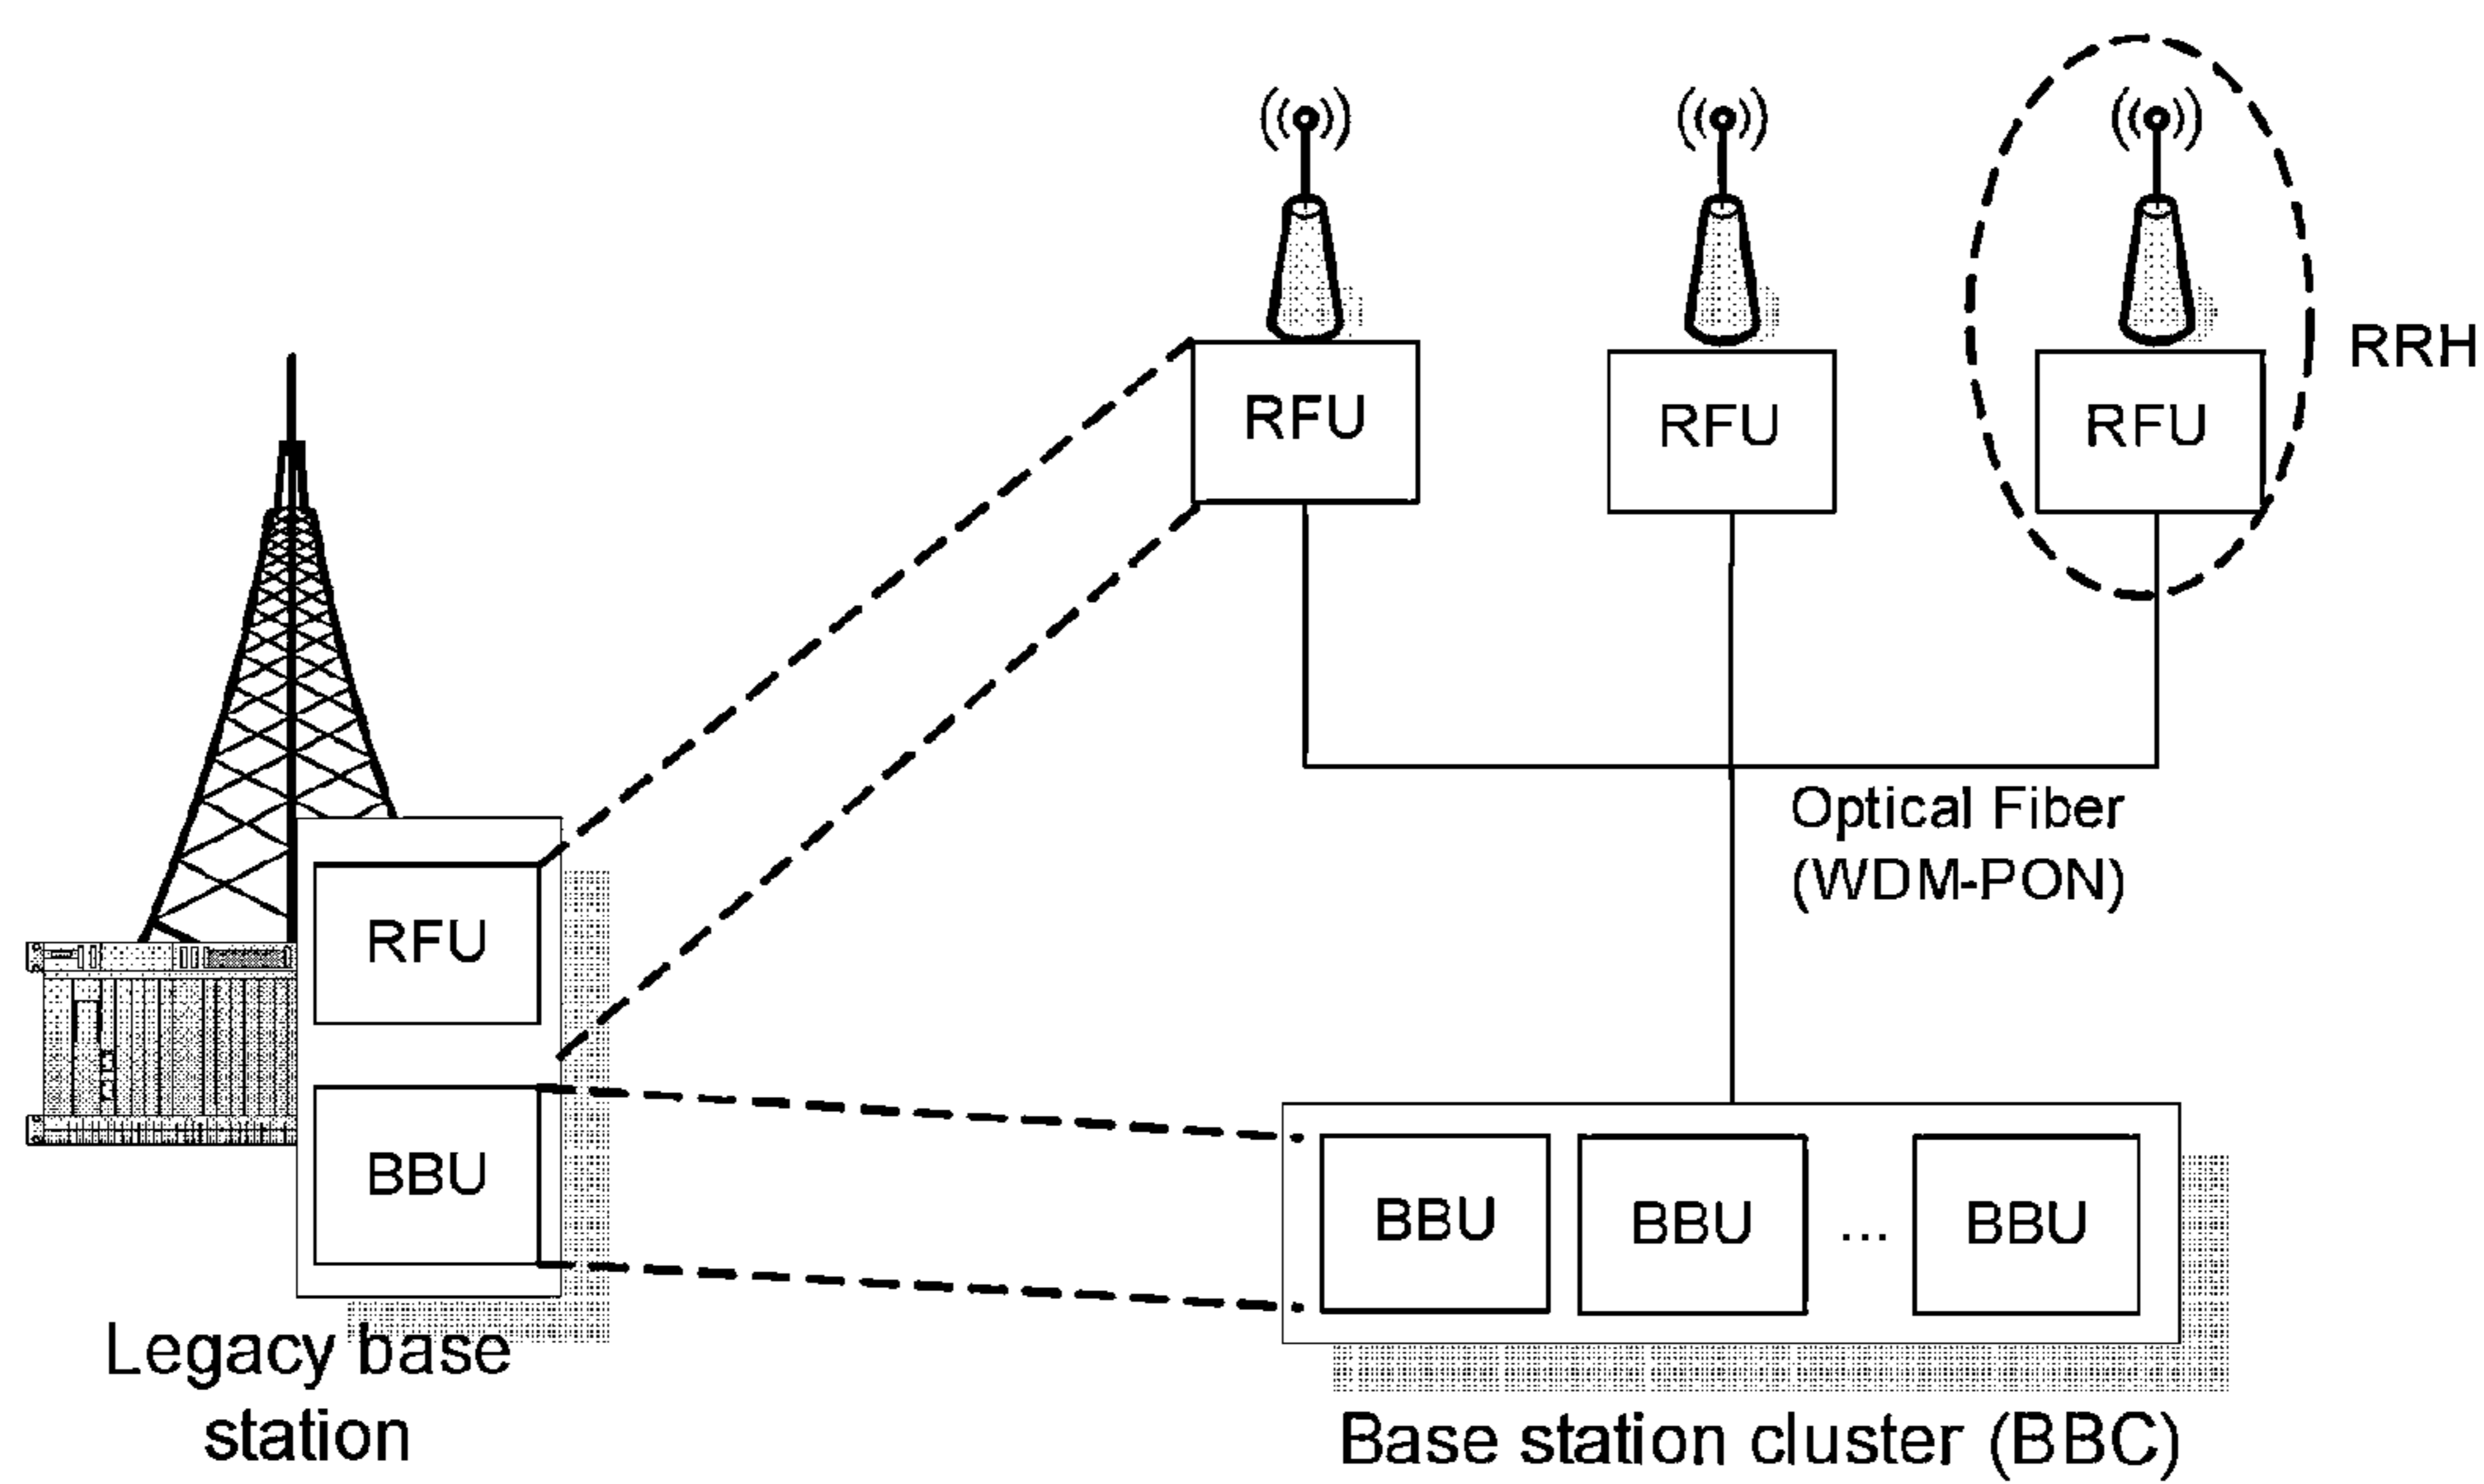 RFU
RFU
RFU
RRH
Optical Fiber
(WDM-PON)
RFU
BBU
BBU
BBU
...
BBU
Legacy base
station
Base station cluster (BBC)